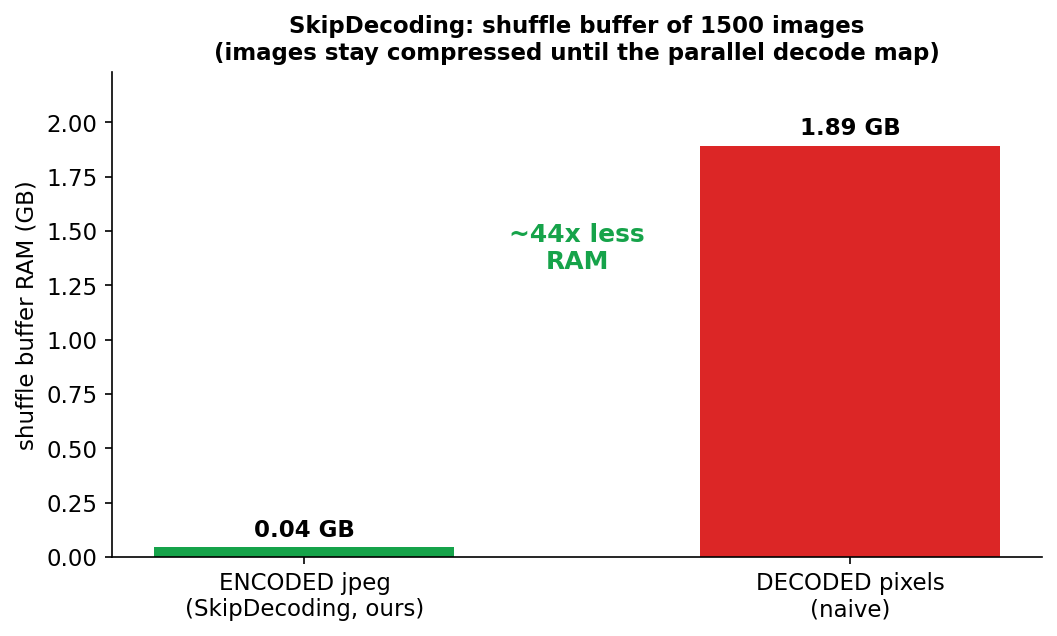 SkipDecoding: shuffle buffer of 1500 images
(images stay compressed until the parallel decode map)
shuffle buffer RAM (GB)
2.00
1.75
1.50
1.25
1.00
0.75
0.50
0.25
0.00
0.04 GB
~44x less
RAM
1.89 GB
ENCODED jpeg
(SkipDecoding, ours)
DECODED pixels
(naive)